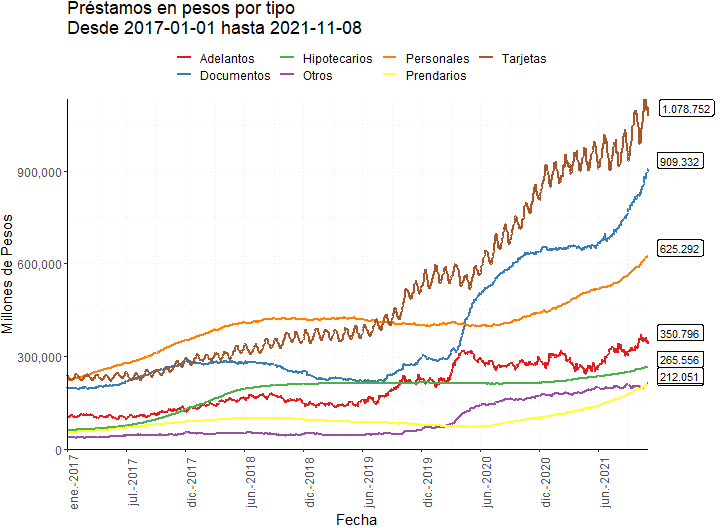 Préstamos en pesos por tipo
Desde 2017-01-01 hasta 2021-11-08
Adelantos Hipotecarios Personales Tarjetas
Documentos Otros Prendarios
1.078.752
909.332
625.292
350.796
265.556
212.051
900,000
600,000
300,000
0
Millones de Pesos
ene.-2017 jul.-2017 dic.-2017 jun.-2018 dic.-2018 jun.-2019 dic.-2019 jun.-2020 dic.-2020 jun.-2021
Fecha